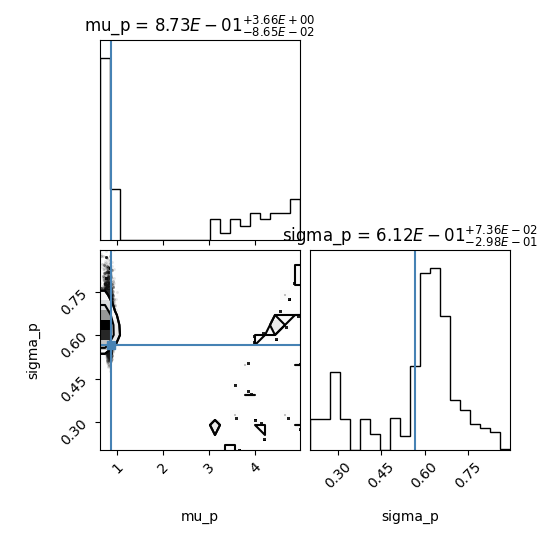 mu_p = 8.73E − 01+3.66E+00−8.65E−02
sigma_p = 6.12E − 01+7.36E−02−2.98E−01
sigma_p
0.75
0.60
0.45
0.30
1 2 3 4
0.30 0.45 0.60 0.75
mu_p sigma_p